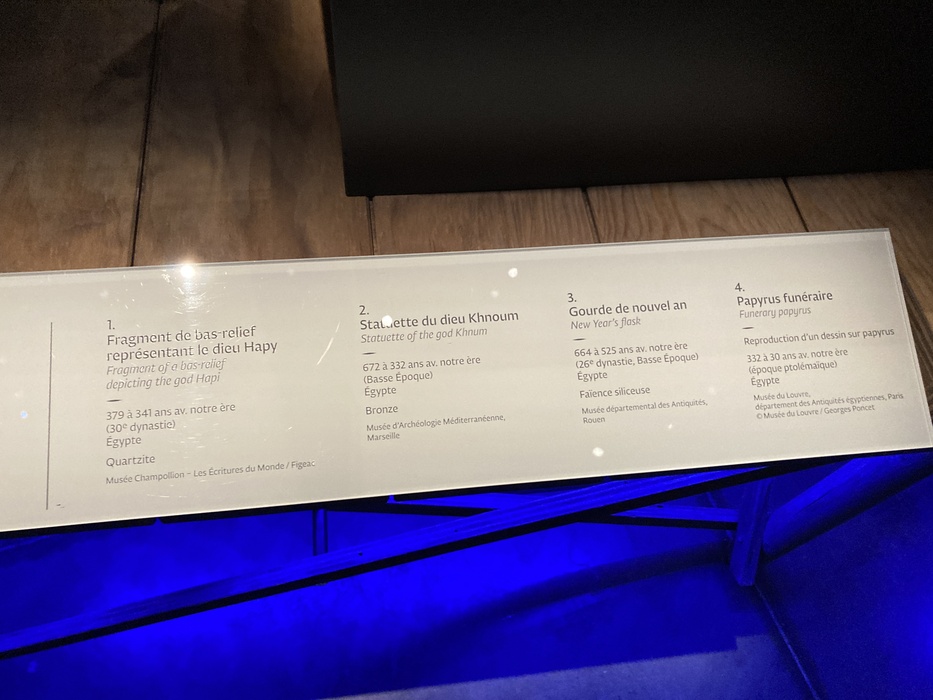 1.
Fragment de bas-relief
représentant le dieu Hapy
Fragment of a bas-relief
depicting the god Hapi
379 à 341 ans av. notre ère
(30e dynastie)
Égypte
Quartzite
Musée Champollion – Les Écritures du Monde / Figeac
2.
Statuette du dieu Khnoum
Statuette of the god Khnum
672 à 332 ans av. notre ère
(Basse Époque)
Égypte
Bronze
Musée d'Archéologie Méditerranéenne,
Marseille
3.
Gourde de nouvel an
New Year's flask
664 à 525 ans av. notre ère
(26e dynastie, Basse Époque)
Égypte
Faïence siliceuse
Musée départemental des Antiquités,
Rouen
4.
Papyrus funéraire
Funerary papyrus
Reproduction d'un dessin sur papyrus
332 à 30 ans av. notre ère
(époque ptolémaïque)
Égypte
Musée du Louvre,
département des Antiquités égyptiennes, Paris
© Musée du Louvre / Georges Poncet